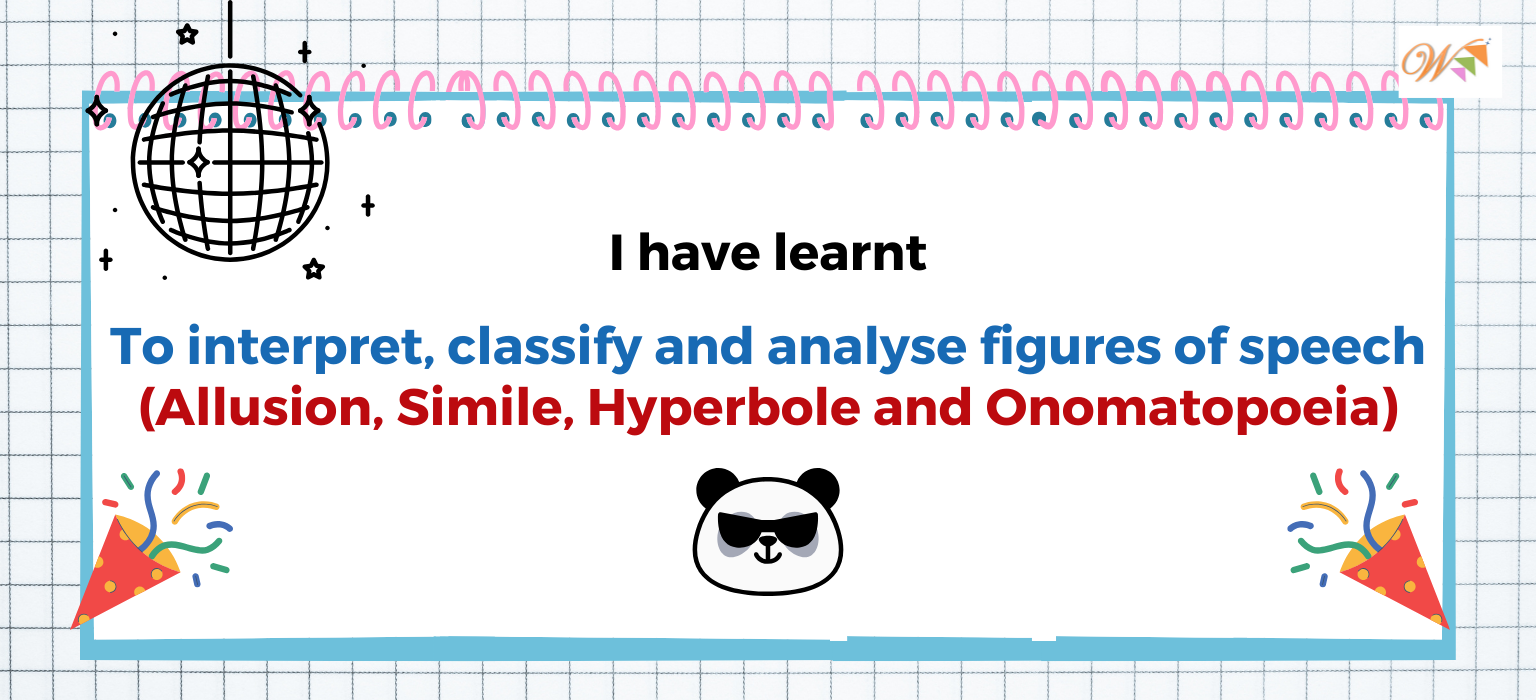 W
I have learnt
To interpret, classify and analyse figures of speech
(Allusion, Simile, Hyperbole and Onomatopoeia)